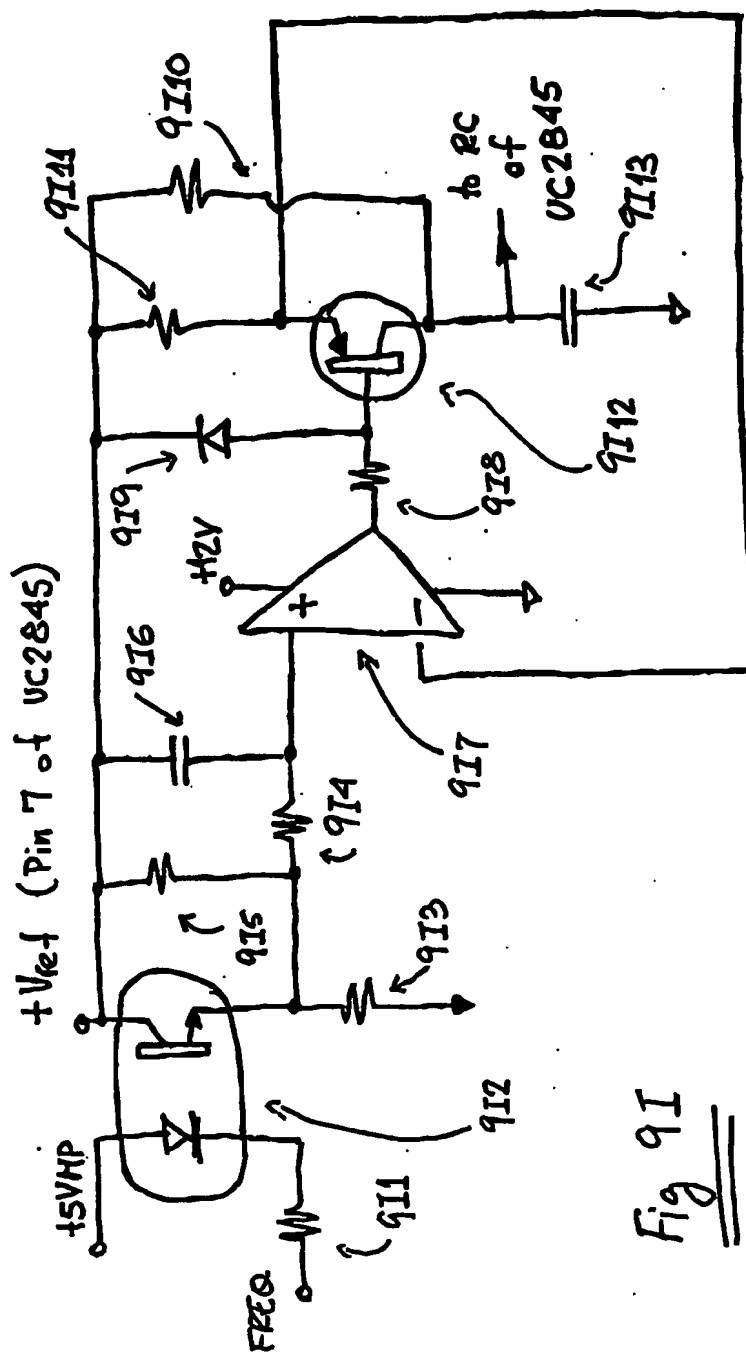 +Vref (Pin 7 of UC2845)
+5VHP
FREQ
9I1
9I2
9I3
9I4
9I5
9I6
9I7
+12V
+
−
9I8
9I9
9I11
9I10
9I12
to RC
of
UC2845
9I13
Fig 9I